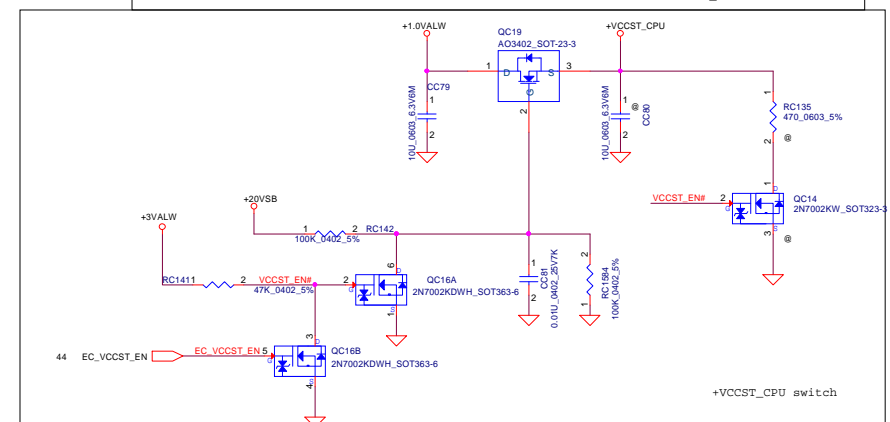 +1.0VALW
QC19
AO3402_SOT-23-3
+VCCST_CPU
1
D
S
3
G
2
CC79
1
2
10U_0603_6.3V6M
10U_0603_6.3V6M
1
@
2
CC80
1
RC135
470_0603_5%
2
@
VCCST_EN#
2
1
D
G
S
QC14
2N7002KW_SOT323-3
3
@
+20VSB
+3VALW
1
2
RC142
100K_0402_5%
RC1411
2
VCCST_EN#
47K_0402_5%
2
6
D
G
S
1
QC16A
2N7002KDWH_SOT363-6
1
2
CC81
0.01U_0402_25V7K
2
1
RC1584
100K_0402_5%
44
EC_VCCST_EN
EC_VCCST_EN
5
3
D
G
S
4
QC16B
2N7002KDWH_SOT363-6
+VCCST_CPU switch